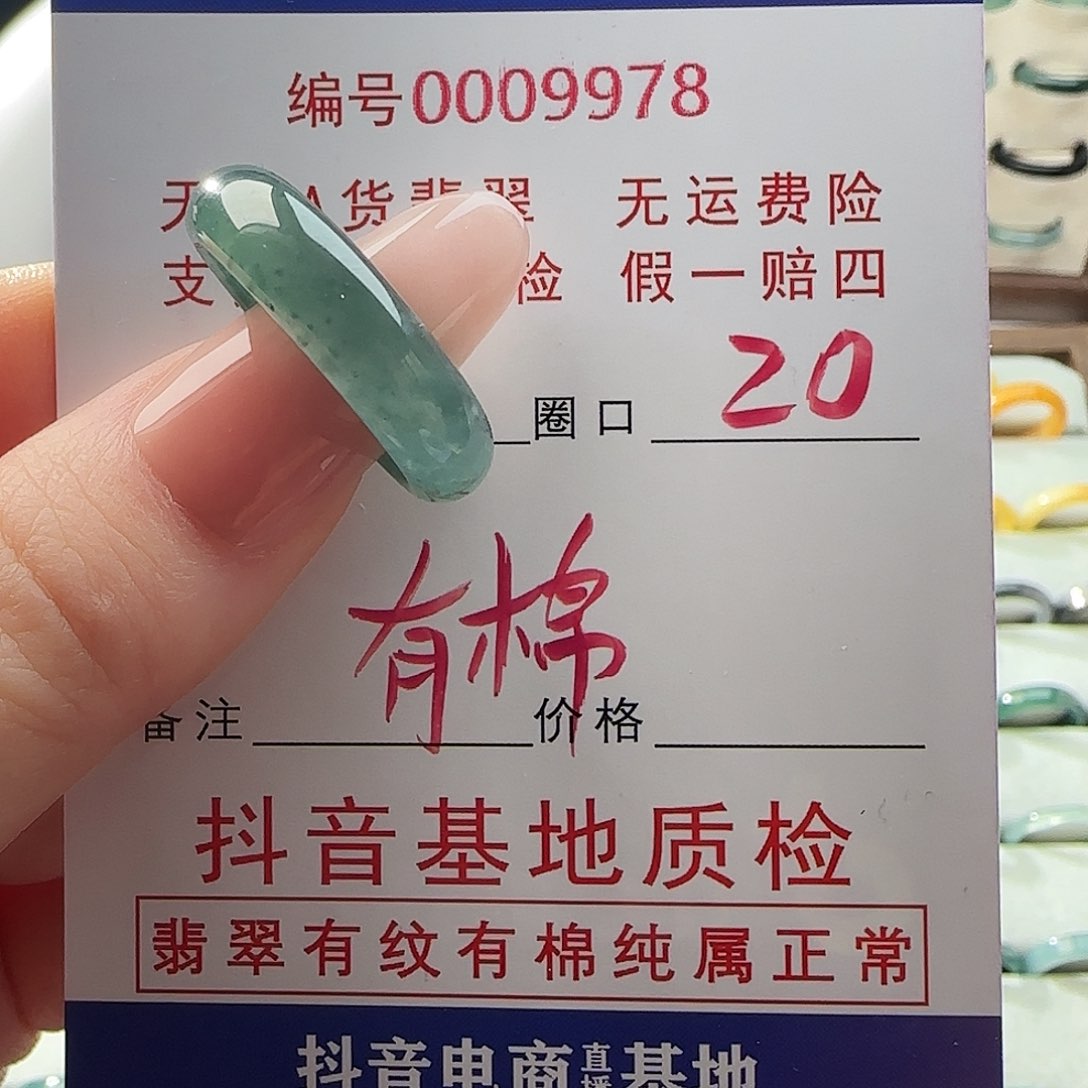 编号0009978
天 A货翡翠 无运费险
支 检 假一赔四
圈口 20
有棉
备注 价格
抖音基地质检
翡翠有纹有棉纯属正常
抖音电商直播基地